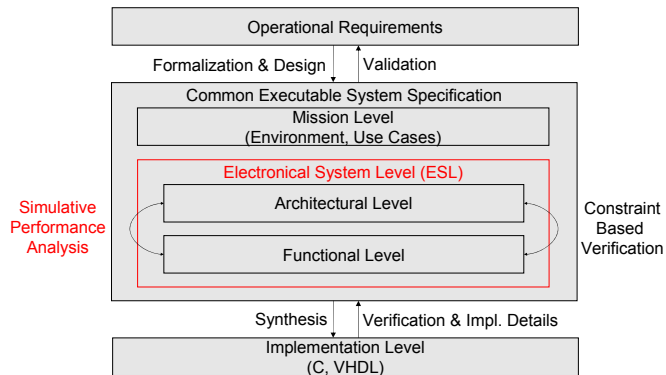 Operational Requirements
Formalization & Design
Validation
Common Executable System Specification
Mission Level
(Environment, Use Cases)
Electronical System Level (ESL)
Architectural Level
Simulative
Performance
Analysis
Constraint
Based
Verification
Functional Level
Synthesis
Verification & Impl. Details
Implementation Level
(C, VHDL)